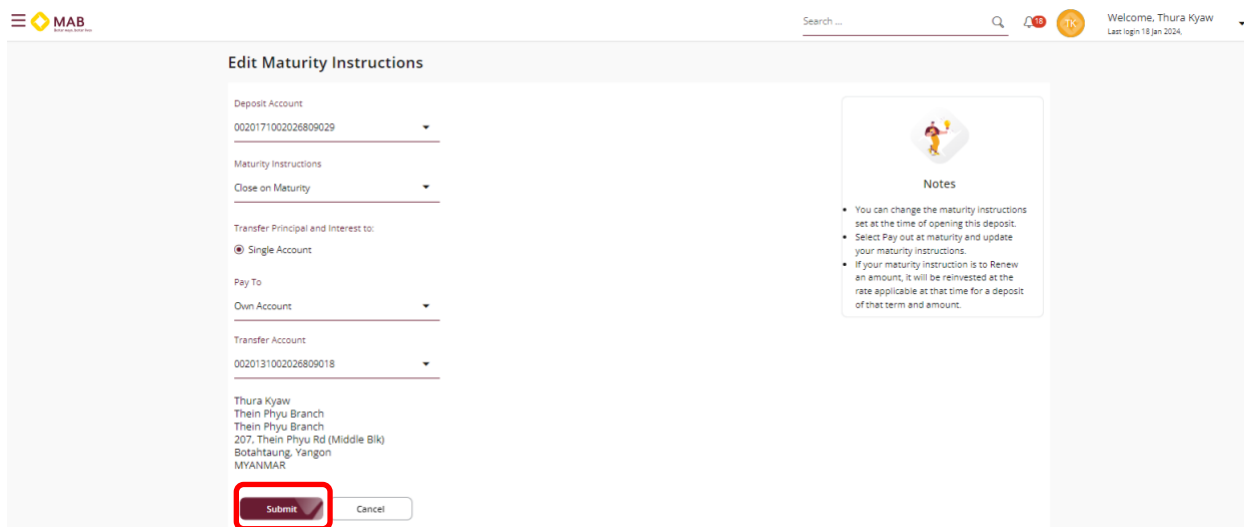 MAB
Search ...
18
TK
Welcome, Thura Kyaw
Last login 18 Jan 2024,
Edit Maturity Instructions
Deposit Account
0020171002026809029
Maturity Instructions
Close on Maturity
Transfer Principal and Interest to:
Single Account
Pay To
Own Account
Transfer Account
0020131002026809018
Thura Kyaw
Thein Phyu Branch
Thein Phyu Branch
207, Thein Phyu Rd (Middle Blk)
Botahtaung, Yangon
MYANMAR
Submit
Cancel
Notes
• You can change the maturity instructions
set at the time of opening this deposit.
• Select Pay out at maturity and update
your maturity instructions.
• If your maturity instruction is to Renew
an amount, it will be reinvested at the
rate applicable at that time for a deposit
of that term and amount.